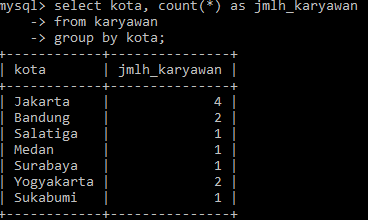 mysql> select kota, count(*) as jmlh_karyawan
    -> from karyawan
    -> group by kota;
+------------+---------------+
| kota       | jmlh_karyawan |
+------------+---------------+
| Jakarta    |             4 |
| Bandung    |             2 |
| Salatiga   |             1 |
| Medan      |             1 |
| Surabaya   |             1 |
| Yogyakarta |             2 |
| Sukabumi   |             1 |
+------------+---------------+